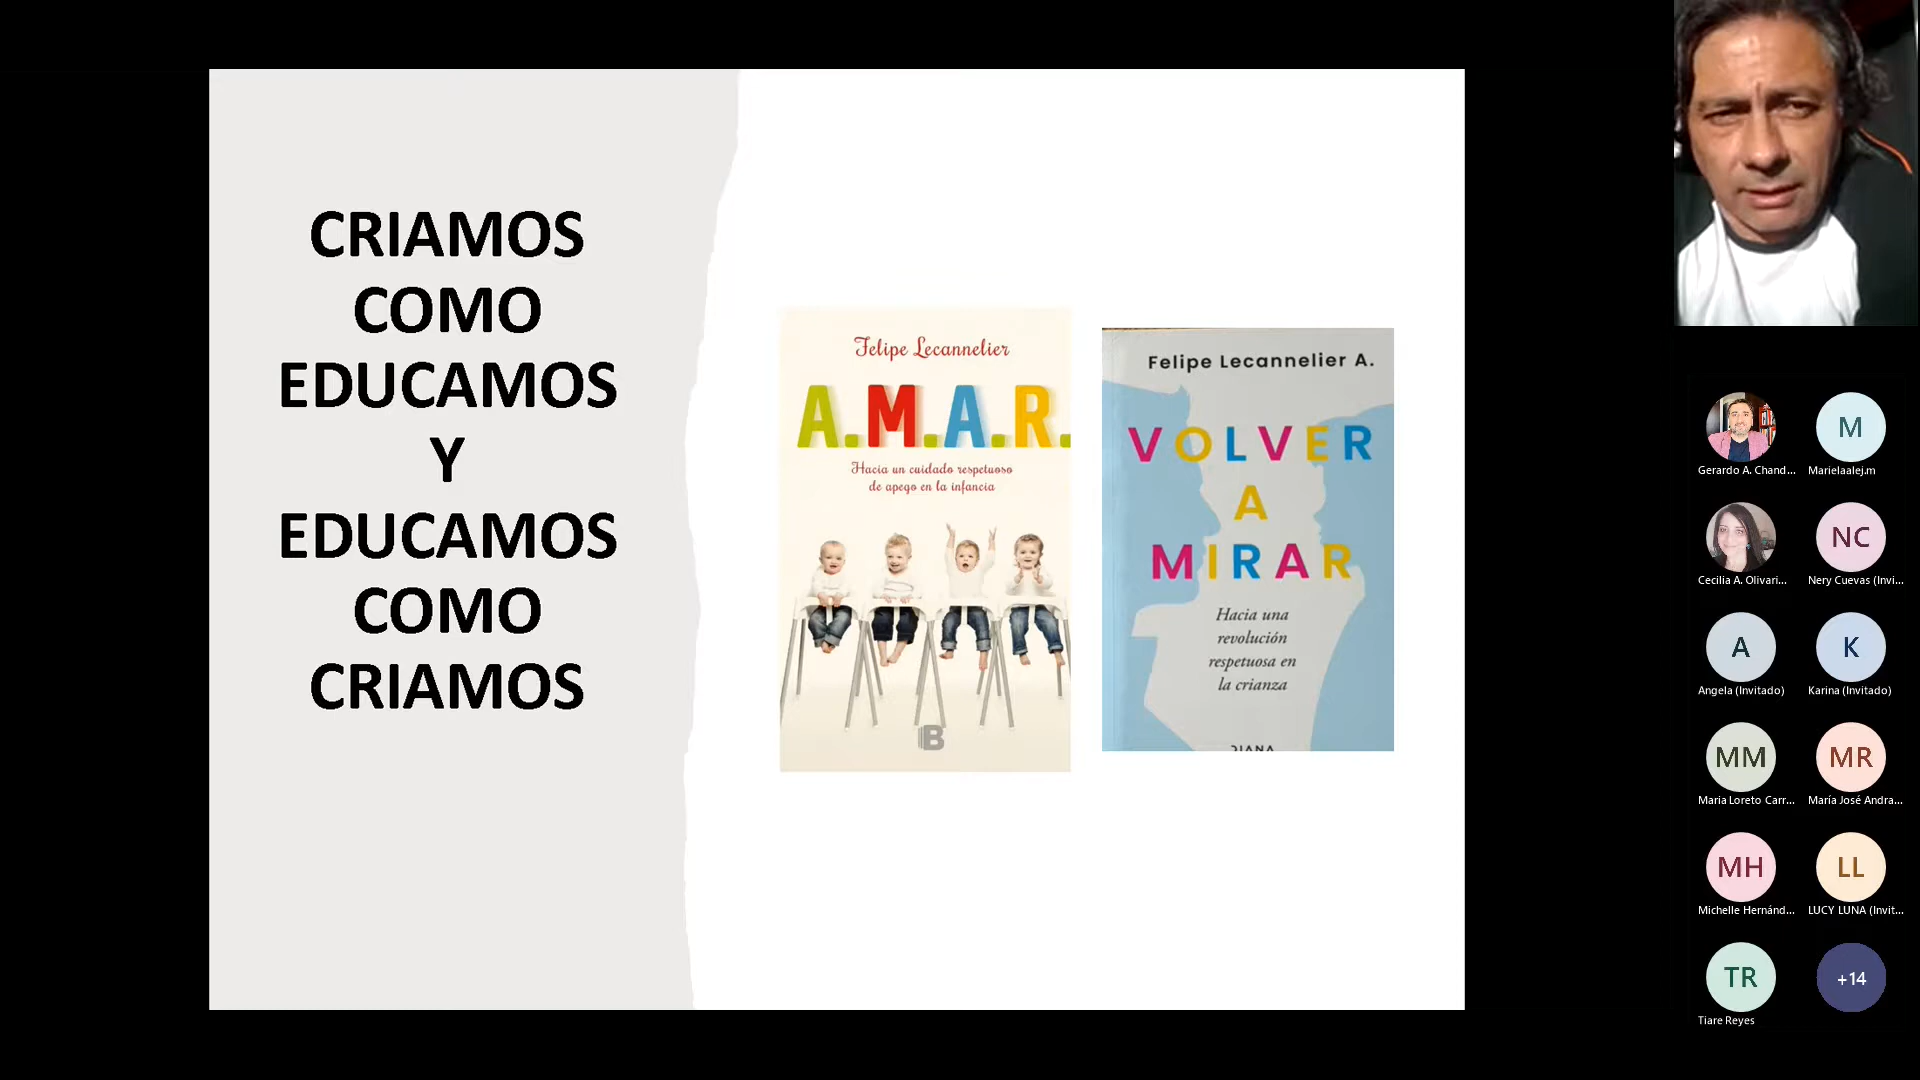 CRIAMOS
COMO
EDUCAMOS
Y
EDUCAMOS
COMO
CRIAMOS
Felipe Lecannelier
A.M.A.R.
Hacia un cuidado respetuoso
de apego en la infancia
B
Felipe Lecannelier A.
VOLVER
A
MIRAR
Hacia una
revolución
respetuosa en
la crianza
DIANA
Gerardo A. Chand...
M
Marielaalej.m
Cecilia A. Olivari...
NC
Nery Cuevas (Invi...
A
Angela (Invitado)
K
Karina (Invitado)
MM
Maria Loreto Carr...
MR
María José Andra...
MH
Michelle Hernánd...
LL
LUCY LUNA (Invit...
TR
Tiare Reyes
+14